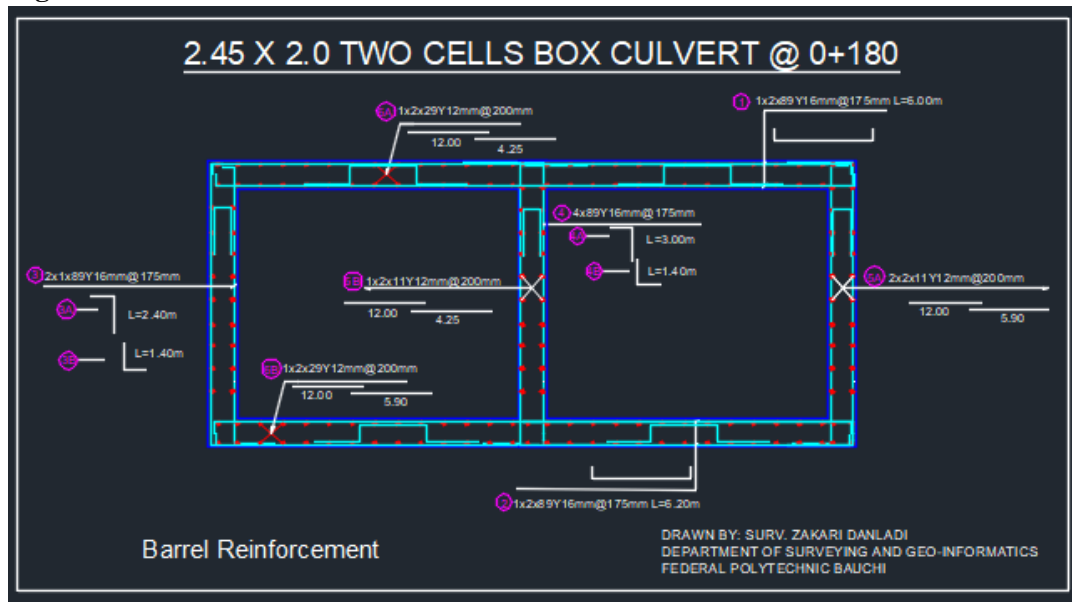 2.45 X 2.0 TWO CELLS BOX CULVERT @ 0+180
6A 1x2x29Y12mm@200mm
12.00
4.25
1 1x2x89Y16mm@175mm L=6.00m
4 4x89Y16mm@175mm
4A L=3.00m
4B L=1.40m
3 2x1x89Y16mm@175mm
3A L=2.40m
3B L=1.40m
5B 1x2x11Y12mm@200mm
12.00
4.25
5A 2x2x11Y12mm@200mm
12.00
5.90
6B 1x2x29Y12mm@200mm
12.00
5.90
2 1x2x89Y16mm@175mm L=6.20m
Barrel Reinforcement
DRAWN BY: SURV. ZAKARI DANLADI
DEPARTMENT OF SURVEYING AND GEO-INFORMATICS
FEDERAL POLYTECHNIC BAUCHI